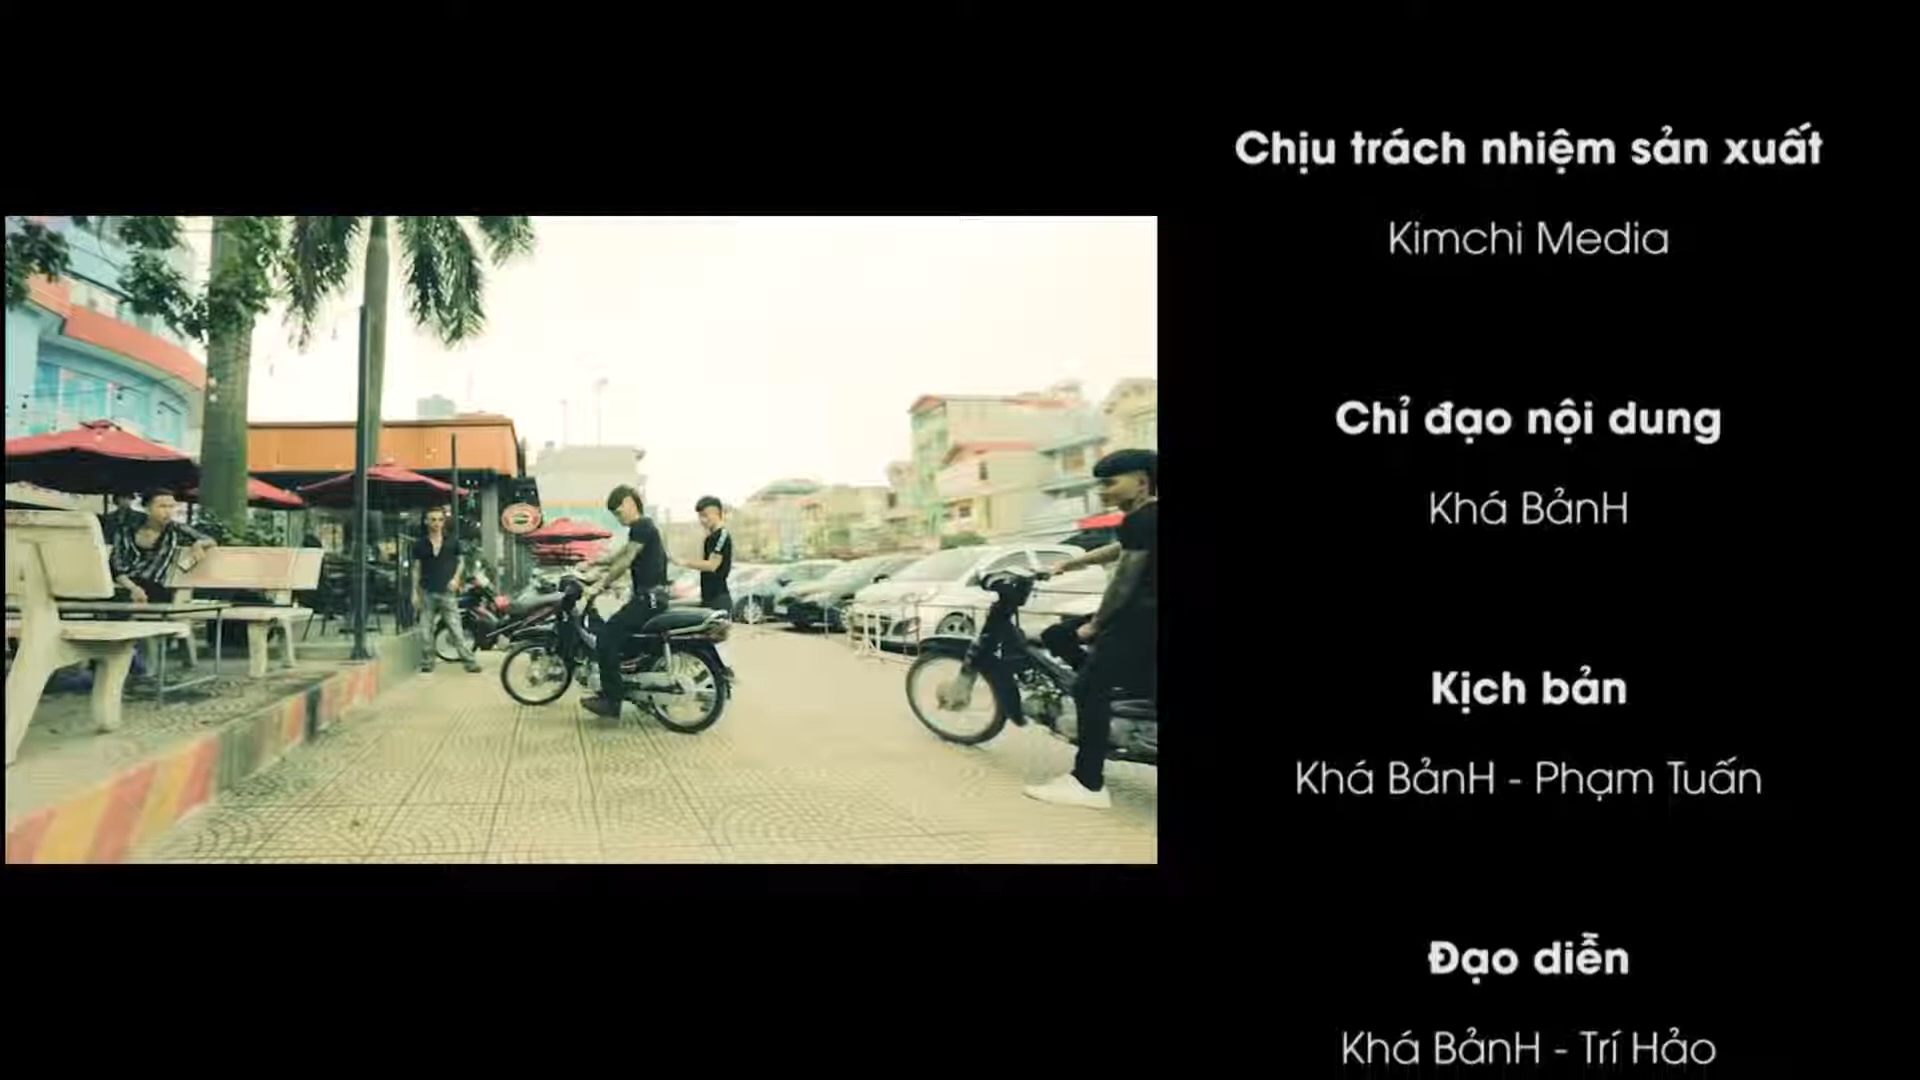 Chịu trách nhiệm sản xuất
Kimchi Media
Chỉ đạo nội dung
Khá BảnH
Kịch bản
Khá BảnH - Phạm Tuấn
Đạo diễn
Khá BảnH - Trí Hảo